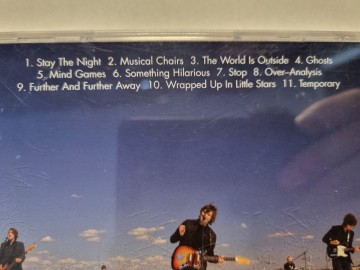 1. Stay The Night 2. Musical Chairs 3. The World Is Outside 4. Ghosts
5. Mind Games 6. Something Hilarious 7. Stop 8. Over-Analysis
9. Further And Further Away 10. Wrapped Up In Little Stars 11. Temporary